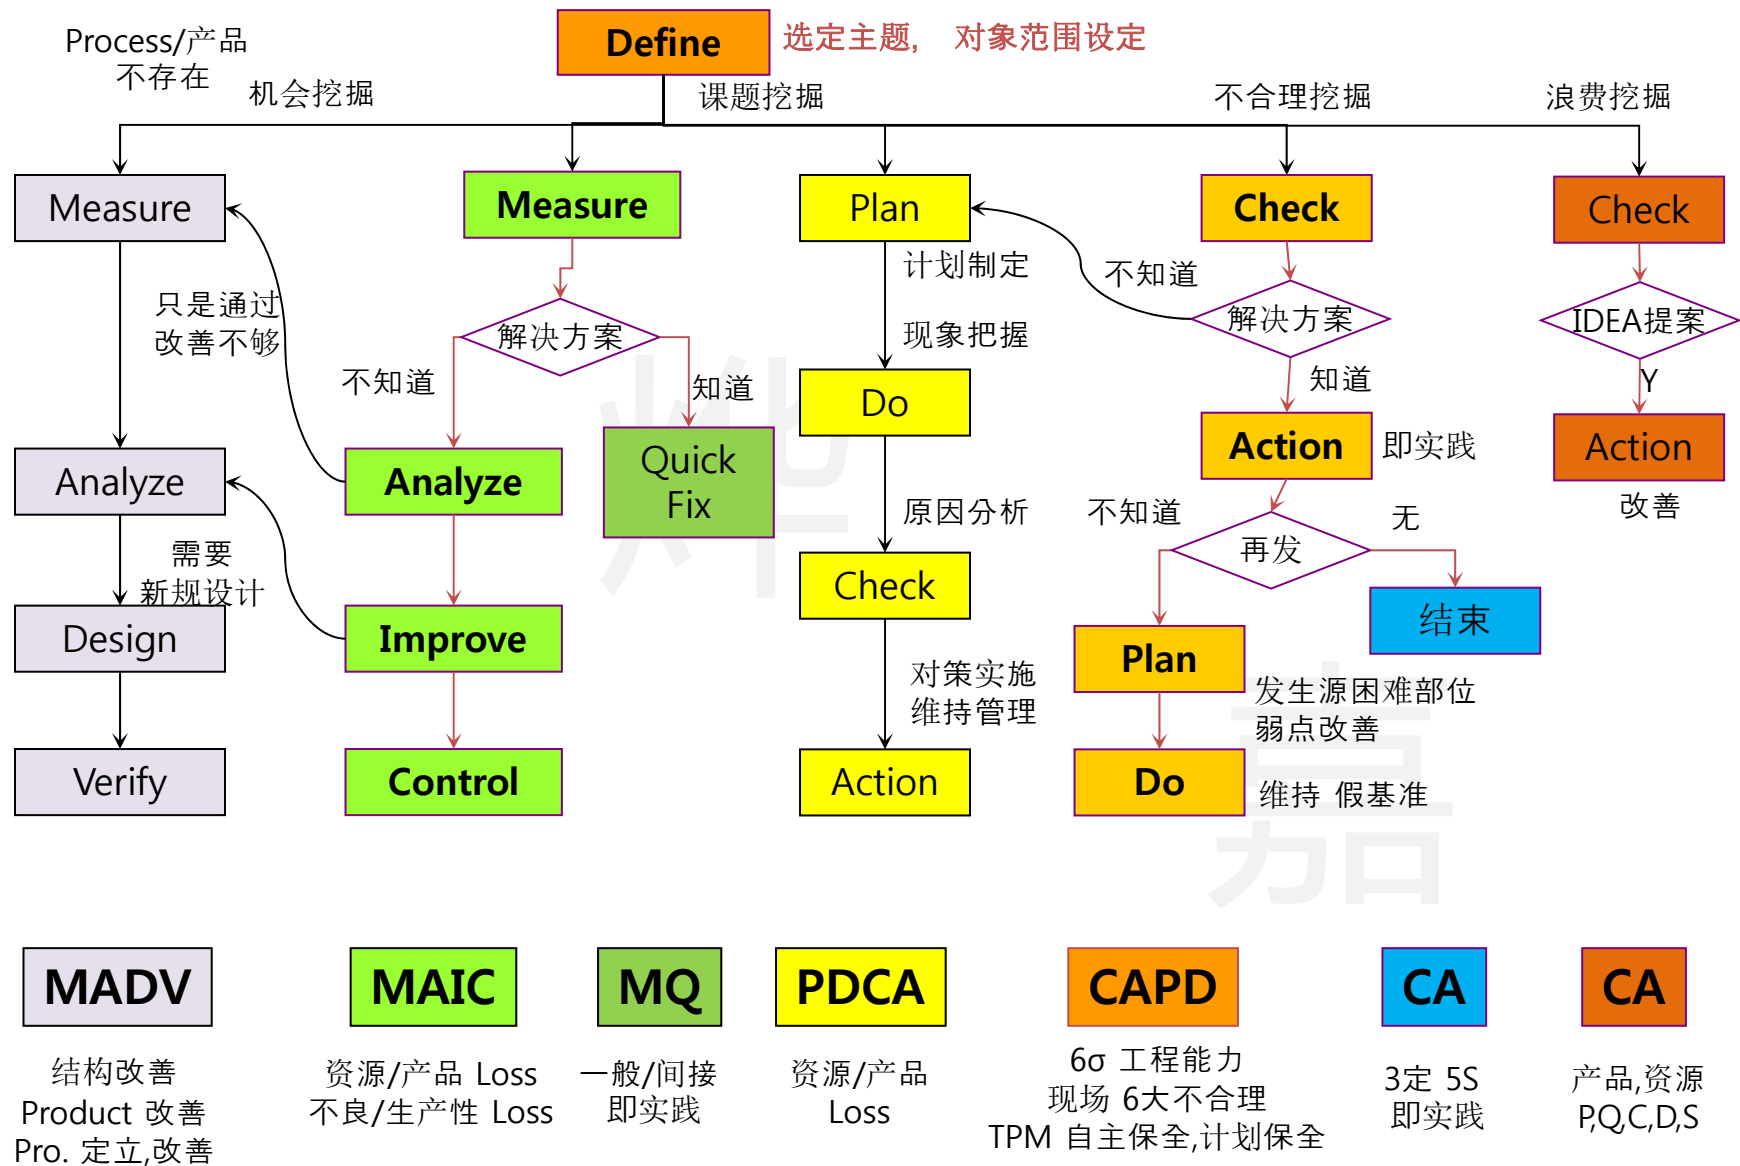 Define
选定主题， 对象范围设定
Process/产品
不存在
机会挖掘
课题挖掘
不合理挖掘
浪费挖掘
Measure
Measure
Plan
Check
Check
计划制定
不知道
只是通过
改善不够
解决方案
现象把握
解决方案
IDEA提案
不知道
知道
知道
Y
Do
Analyze
Analyze
Quick
Fix
Action
即实践
Action
改善
原因分析
不知道
无
再发
需要
新规设计
Check
结束
Design
Improve
Plan
对策实施
维持管理
发生源困难部位
弱点改善
Verify
Control
Action
Do
维持 假基准
MADV
MAIC
MQ
PDCA
CAPD
CA
CA
结构改善
Product 改善
Pro. 定立,改善
资源/产品 Loss
不良/生产性 Loss
一般/间接
即实践
资源/产品
Loss
6σ 工程能力
现场 6大不合理
TPM 自主保全,计划保全
3定 5S
即实践
产品,资源
P,Q,C,D,S
烨
嘉